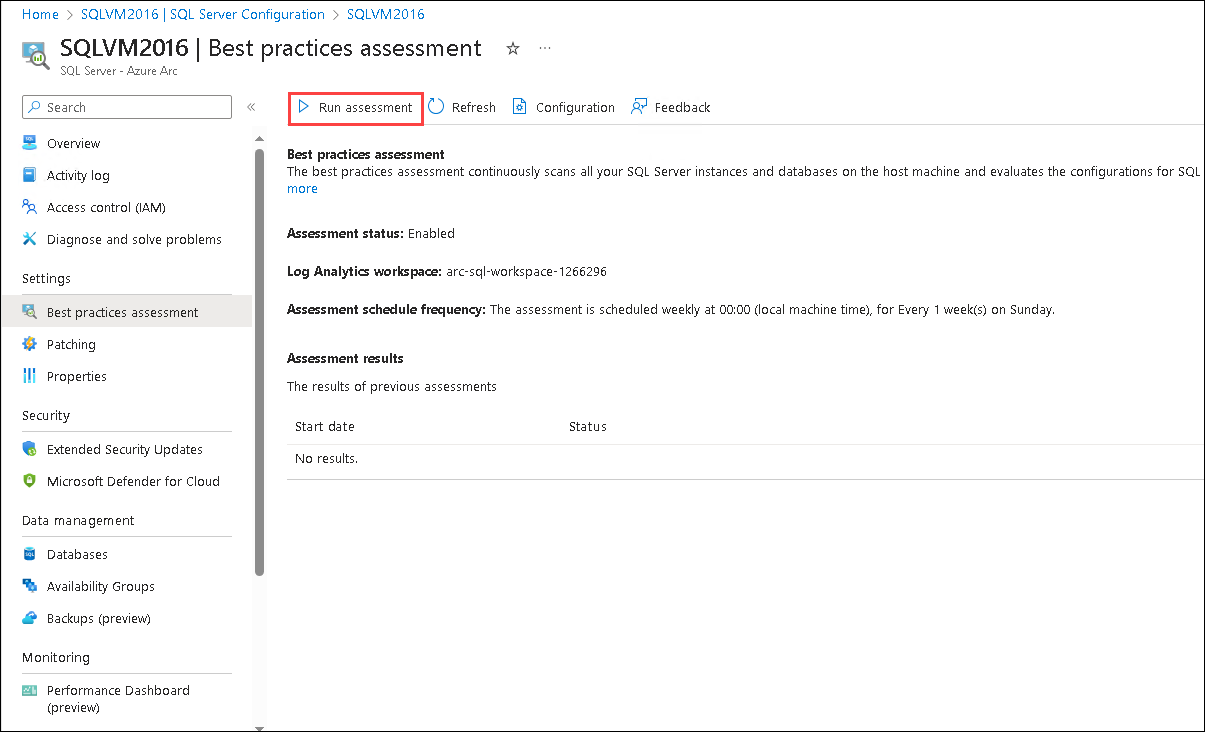 Home > SQLVM2016 | SQL Server Configuration > SQLVM2016
SQLVM2016 | Best practices assessment
SQL Server - Azure Arc
Search
Run assessment
Refresh
Configuration
Feedback
Overview
Activity log
Access control (IAM)
Diagnose and solve problems
Settings
Best practices assessment
Patching
Properties
Security
Extended Security Updates
Microsoft Defender for Cloud
Data management
Databases
Availability Groups
Backups (preview)
Monitoring
Performance Dashboard
(preview)
Best practices assessment
The best practices assessment continuously scans all your SQL Server instances and databases on the host machine and evaluates the configurations for SQL
more
Assessment status: Enabled
Log Analytics workspace: arc-sql-workspace-1266296
Assessment schedule frequency: The assessment is scheduled weekly at 00:00 (local machine time), for Every 1 week(s) on Sunday.
Assessment results
The results of previous assessments
Start date Status
No results.